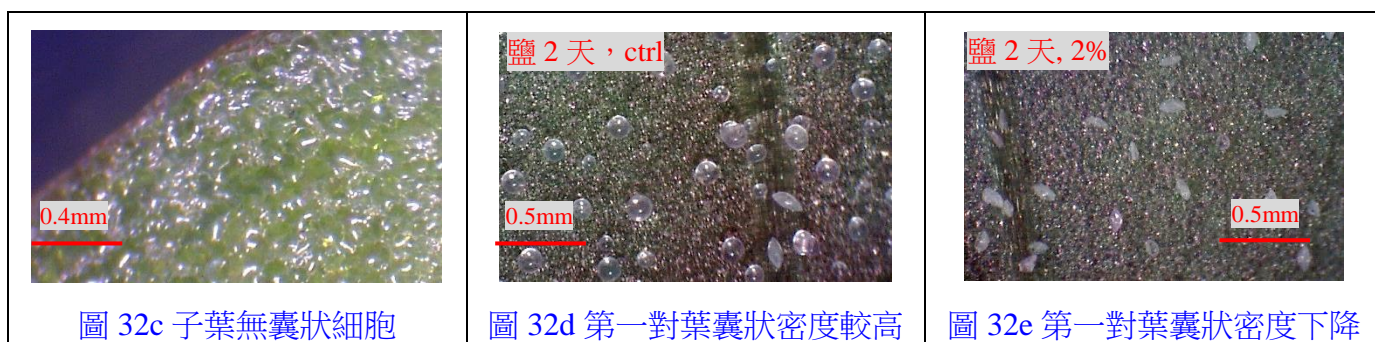 0.4mm
圖 32c 子葉無囊狀細胞
鹽 2 天，ctrl
0.5mm
圖 32d 第一對葉囊狀密度較高
鹽 2 天, 2%
0.5mm
圖 32e 第一對葉囊狀密度下降